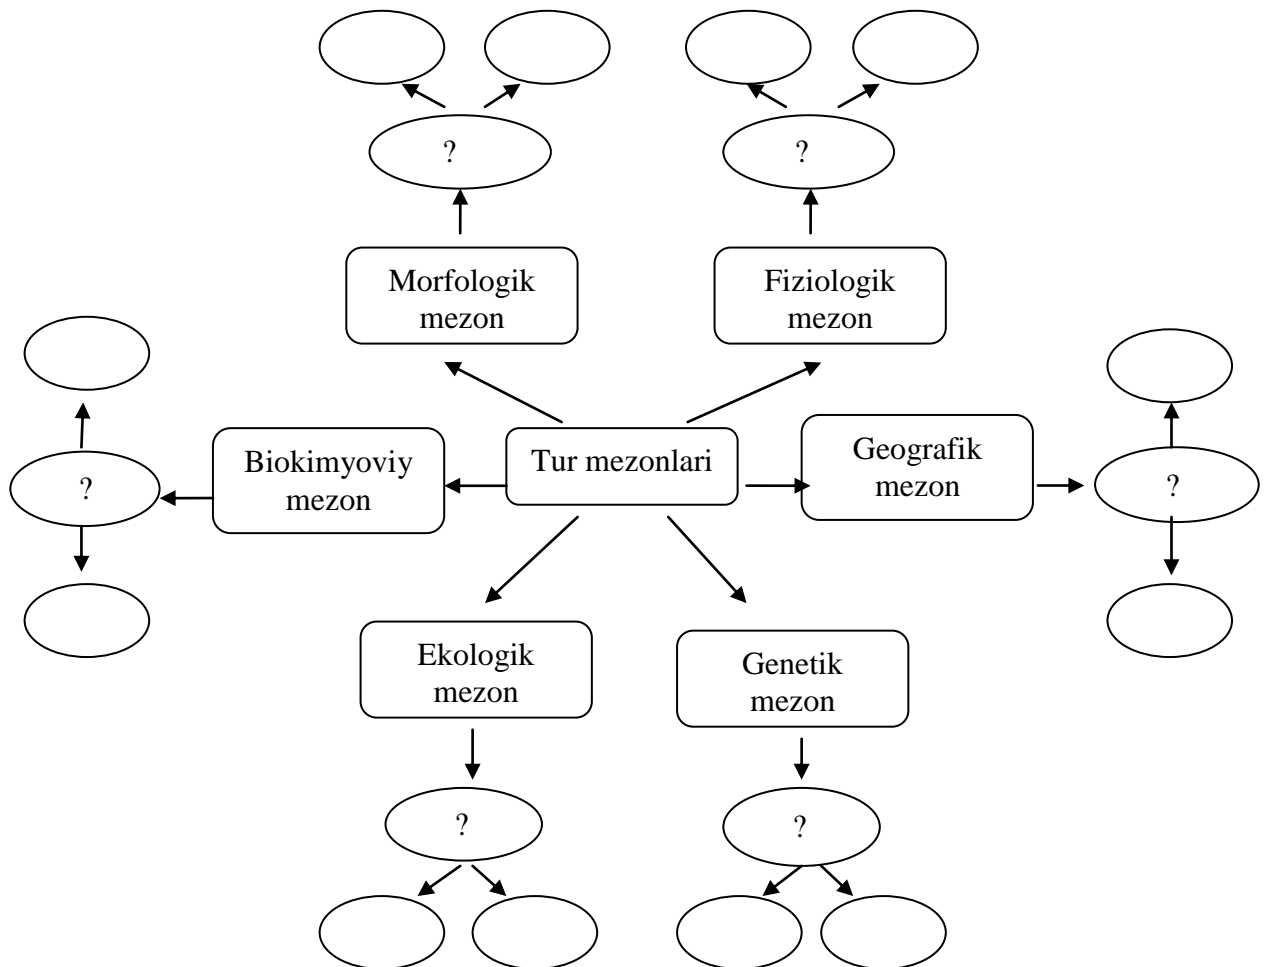 ?
?
Morfologik
mezon
Fiziologik
mezon
Biokimyoviy
mezon
Tur mezonlari
Geografik
mezon
?
?
Ekologik
mezon
Genetik
mezon
?
?